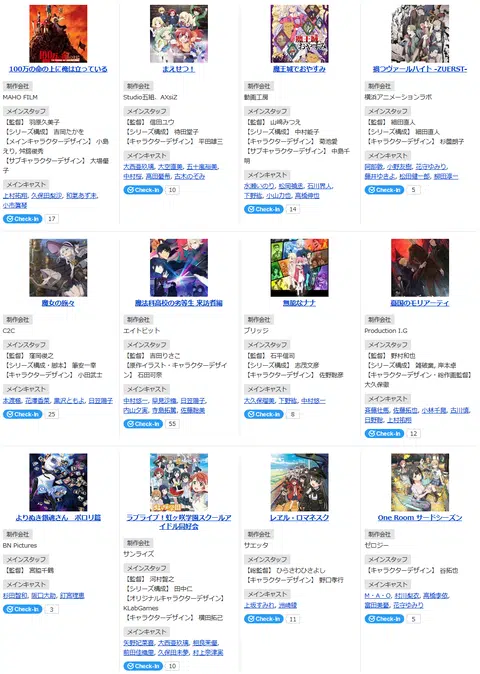 100万の命の上に俺は立っている
制作会社
MAHO FILM
メインスタッフ
【監督】 羽原久美子
【シリーズ構成】 吉岡たかを
【メインキャラクターデザイン】 小島
えり、舛舘俊秀
【サブキャラクターデザイン】 大場優
子
メインキャスト
上村祐翔, 久保田梨沙, 和氣あず未,
小市眞琴
Check-in 17
まえせつ！
制作会社
Studio五組、AXsiZ
メインスタッフ
【監督】 信田ユウ
【シリーズ構成】 待田堂子
【キャラクターデザイン】 平田雄三
メインキャスト
大西亜玖璃, 大空直美, 五十嵐裕美,
中村桜, 高田憂希, 古木のぞみ
Check-in 10
魔王城でおやすみ
制作会社
動画工房
メインスタッフ
【監督】 山﨑みつえ
【シリーズ構成】 中村能子
【キャラクターデザイン】 菊池愛
【サブキャラクターデザイン】 中島千
明
メインキャスト
水瀬いのり, 松岡禎丞, 石川界人,
下野紘, 小山力也, 高橋伸也
Check-in 14
禍つヴァールハイト -ZUERST-
制作会社
横浜アニメーションラボ
メインスタッフ
【監督】 細田直人
【シリーズ構成】 細田直人
【キャラクターデザイン】 杉薗朗子
メインキャスト
阿部敦, 小野友樹, 花守ゆみり,
藤井ゆきよ, 松田健一郎, 柳田淳一
Check-in 5
魔女の旅々
制作会社
C2C
メインスタッフ
【監督】 窪岡俊之
【シリーズ構成・脚本】 筆安一幸
【キャラクターデザイン】 小田武士
メインキャスト
本渡楓, 花澤香菜, 黒沢ともよ, 日笠陽子
Check-in 25
魔法科高校の劣等生 来訪者編
制作会社
エイトビット
メインスタッフ
【監督】 吉田りさこ
【原作イラスト・キャラクターデザイ
ン】 石田可奈
メインキャスト
中村悠一, 早見沙織, 日笠陽子,
内山夕実, 寺島拓篤, 佐藤聡美
Check-in 55
無能なナナ
制作会社
ブリッジ
メインスタッフ
【監督】 石平信司
【シリーズ構成】 志茂文彦
【キャラクターデザイン】 佐野聡彦
メインキャスト
大久保瑠美, 下野紘, 中村悠一
Check-in 8
憂国のモリアーティ
制作会社
Production I.G
メインスタッフ
【監督】 野村和也
【シリーズ構成】 雑破業, 岸本卓
【キャラクターデザイン・総作画監督】
大久保徹
メインキャスト
斉藤壮馬, 佐藤拓也, 小林千晃, 古川慎,
日野聡, 上村祐翔
Check-in 12
よりぬき銀魂さん ポロリ篇
制作会社
BN Pictures
メインスタッフ
【監督】 宮脇千鶴
メインキャスト
杉田智和, 阪口大助, 釘宮理恵
Check-in 3
ラブライブ！虹ヶ咲学園スクールア
イドル同好会
制作会社
サンライズ
メインスタッフ
【監督】 河村智之
【シリーズ構成】 田中仁
【オリジナルキャラクターデザイン】
KLabGames
【キャラクターデザイン】 横田拓己
メインキャスト
矢野妃菜喜, 大西亜玖璃, 相良茉優,
前田佳織里, 久保田未夢, 村上奈津実
Check-in 10
レヱル・ロマネスク
制作会社
サエッタ
メインスタッフ
【総監督】 ひらさわひさよし
【キャラクターデザイン】 野口孝行
メインキャスト
上坂すみれ, 洲崎綾
Check-in 11
One Room サードシーズン
制作会社
ゼロジー
メインスタッフ
【キャラクターデザイン】 谷拓也
メインキャスト
M・A・O, 村川梨衣, 高橋李依,
富田美憂, 花守ゆみり
Check-in 5